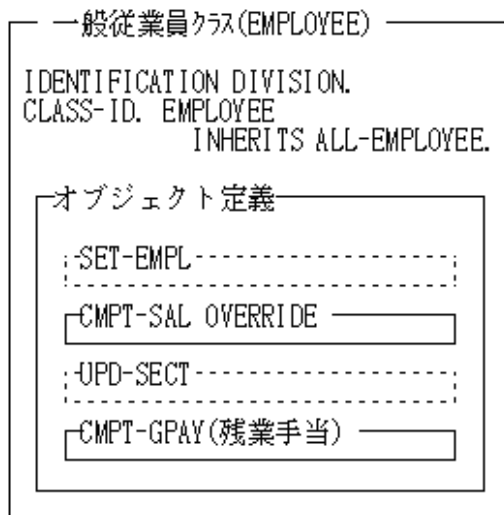 一般従業員ｸﾗｽ(EMPLOYEE)
IDENTIFICATION DIVISION.
CLASS-ID. EMPLOYEE
INHERITS ALL-EMPLOYEE.
オブジェクト定義
SET-EMPL
CMPT-SAL OVERRIDE
UPD-SECT
CMPT-GPAY(残業手当)